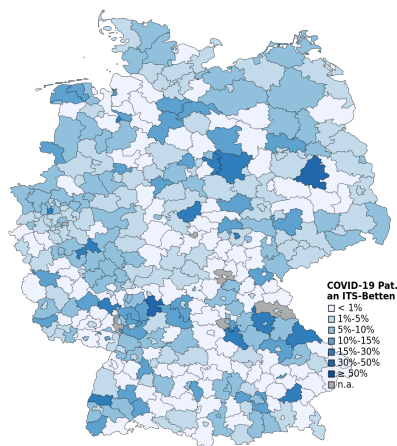 COVID-19 Pat.
an ITS-Betten
< 1%
1%-5%
5%-10%
10%-15%
15%-30%
30%-50%
≥ 50%
n.a.